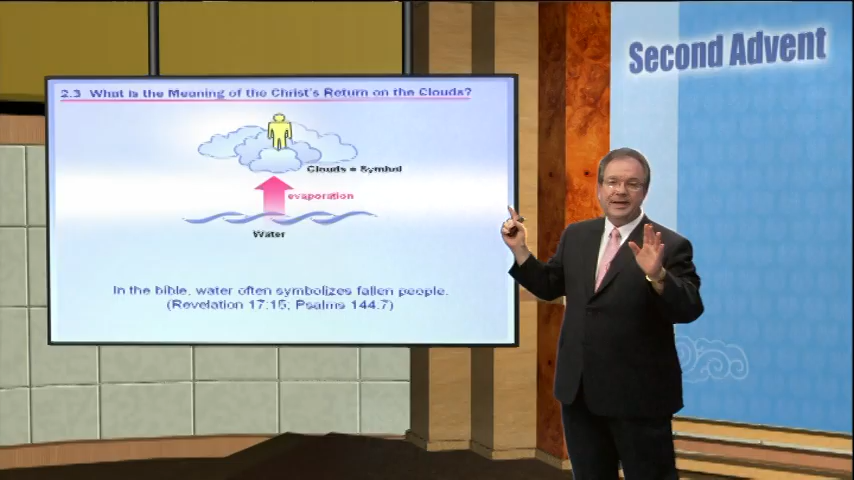 Second Advent
2.3 What is the Meaning of the Christ's Return on the Clouds?
Clouds = Symbol
evaporation
Water
In the bible, water often symbolizes fallen people.
(Revelation 17:15; Psalms 144.7)